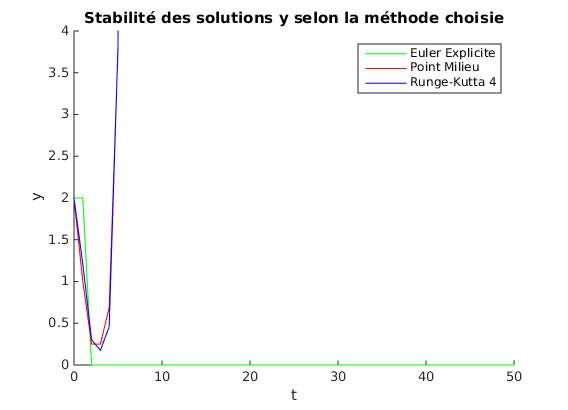 Stabilité des solutions y selon la méthode choisie
Euler Explicite
Point Milieu
Runge-Kutta 4
4
3.5
3
2.5
2
1.5
1
0.5
0
y
0
10
20
30
40
50
t